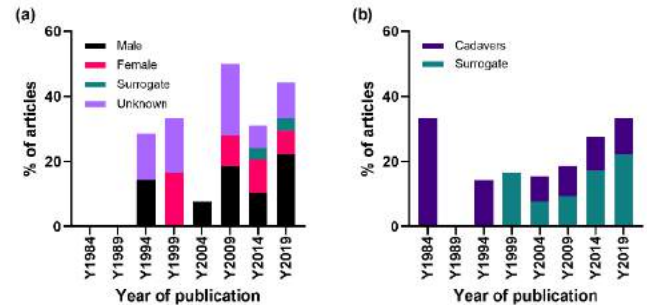 (a)
60
40
20
0
% of articles
Male
Female
Surrogate
Unknown
Y1984
Y1989
Y1994
Y1999
Y2004
Y2009
Y2014
Y2019
Year of publication
(b)
60
40
20
0
% of articles
Cadavers
Surrogate
Y1984
Y1989
Y1994
Y1999
Y2004
Y2009
Y2014
Y2019
Year of publication